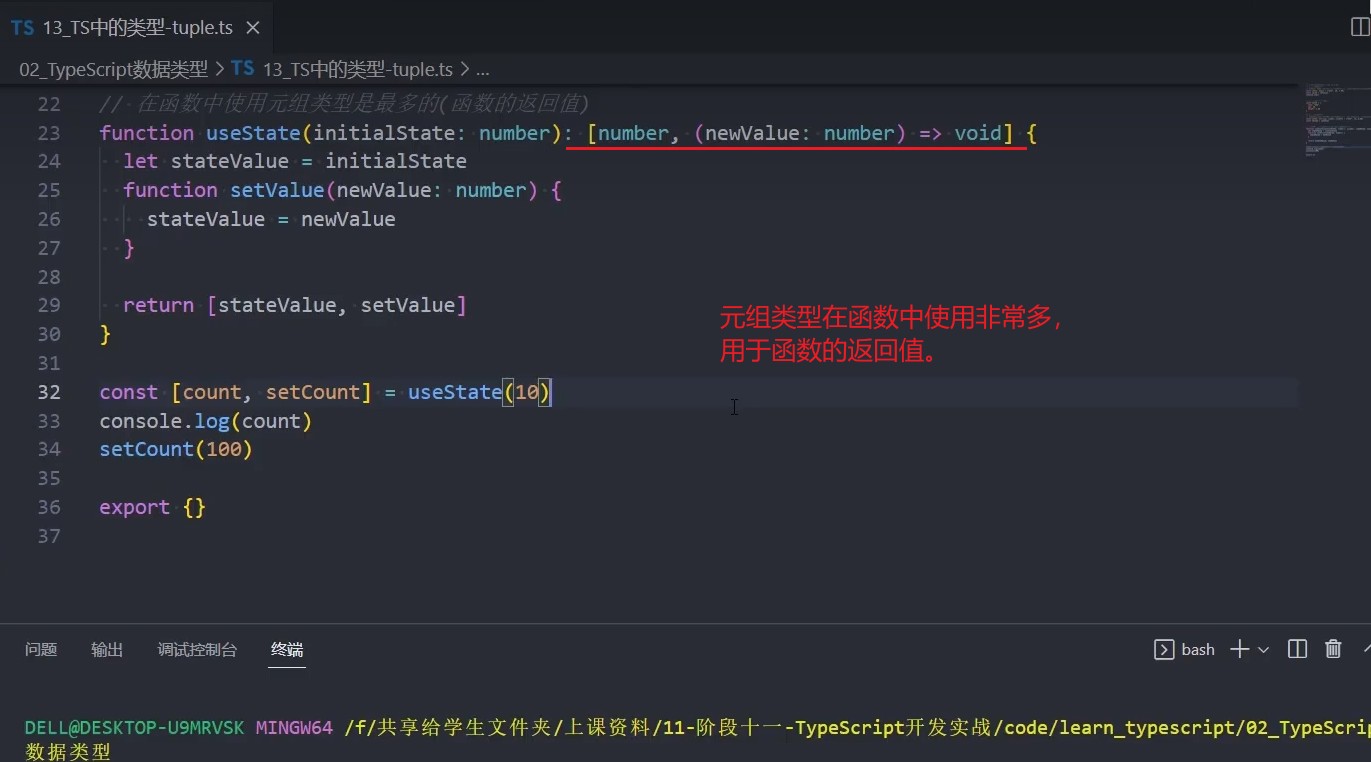 TS 13_TS中的类型-tuple.ts ×
02_TypeScript数据类型 > TS 13_TS中的类型-tuple.ts > ...
22 // 在函数中使用元组类型是最多的(函数的返回值)
23 function useState(initialState: number): [number, (newValue: number) => void] {
24 let stateValue = initialState
25 function setValue(newValue: number) {
26 stateValue = newValue
27 }
28
29 return [stateValue, setValue]
30 }
31
元组类型在函数中使用非常多,
用于函数的返回值。
32 const [count, setCount] = useState(10)
33 console.log(count)
34 setCount(100)
35
36 export {}
37
问题 输出 调试控制台 终端 bash
DELL@DESKTOP-U9MRVSK MINGW64 /f/共享给学生文件夹/上课资料/11-阶段十一-TypeScript开发实战/code/learn_typescript/02_TypeScrip
数据类型